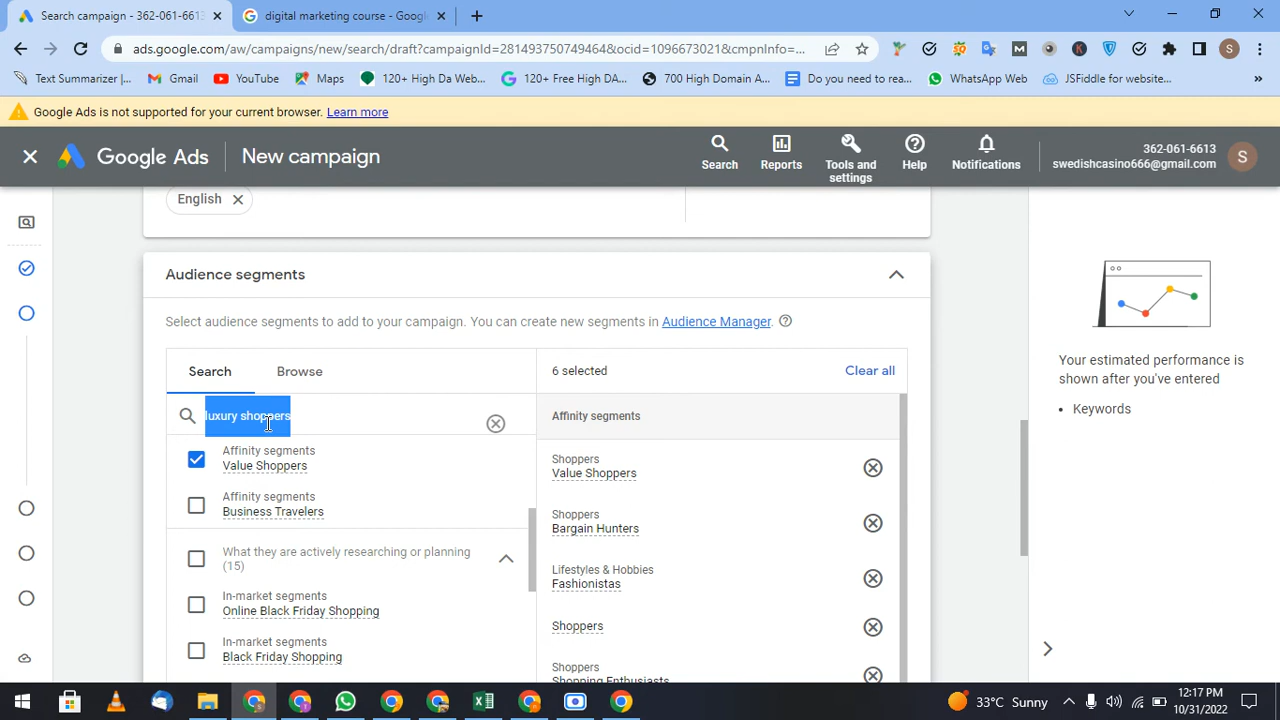 Search campaign - 362-061-6613
digital marketing course - Google
ads.google.com/aw/campaigns/new/search/draft?campaignId=281493750749464&ocid=1096673021&cmpnInfo=...
Text Summarizer |...
Gmail
YouTube
Maps
120+ High Da Web...
120+ Free High DA...
700 High Domain A...
Do you need to rea...
WhatsApp Web
JSFiddle for website...
»
Google Ads is not supported for your current browser. Learn more
Google Ads
New campaign
Search
Reports
Tools and settings
Help
Notifications
362-061-6613
swedishcasino666@gmail.com
S
English
Audience segments
Select audience segments to add to your campaign. You can create new segments in Audience Manager.
Search
Browse
6 selected
Clear all
luxury shoppers
Affinity segments
Value Shoppers
Affinity segments
Business Travelers
What they are actively researching or planning
(15)
In-market segments
Online Black Friday Shopping
In-market segments
Black Friday Shopping
Affinity segments
Shoppers
Value Shoppers
Shoppers
Bargain Hunters
Lifestyles & Hobbies
Fashionistas
Shoppers
Shoppers
Shopping Enthusiasts
Your estimated performance is
shown after you've entered
• Keywords
33°C Sunny
12:17 PM
10/31/2022